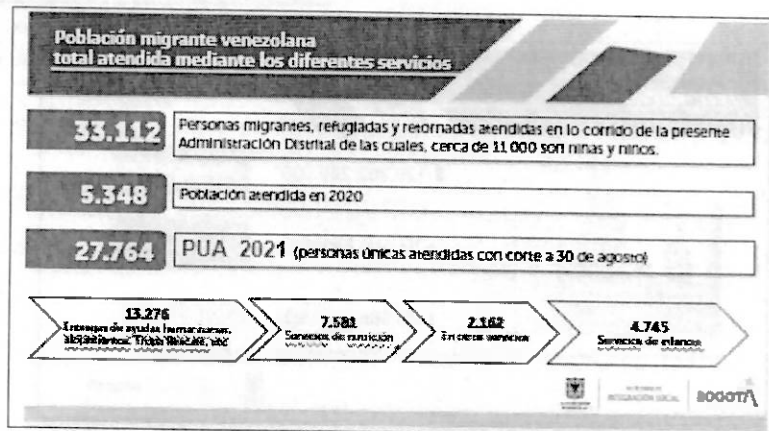 Población migrante venezolana
total atendida mediante los diferentes servicios
33.112
Personas migrantes, refugiadas y retornadas atendidas en lo corrido de la presente
Administración Distrital de las cuales, cerca de 11 000 son ninas y niños.
5.348
Población atendida en 2020
27.764
PUA 2021 (personas únicas atendidas con corte a 30 de agosto)
13.276
Entregas de ayudas humanitarias,
alojamientos,
7.581
Servicios de nutrición
2.162
En otros servicios
4.745
Servicios de infancia
INTEGRACIÓN SOCIAL
BOGOTÁ